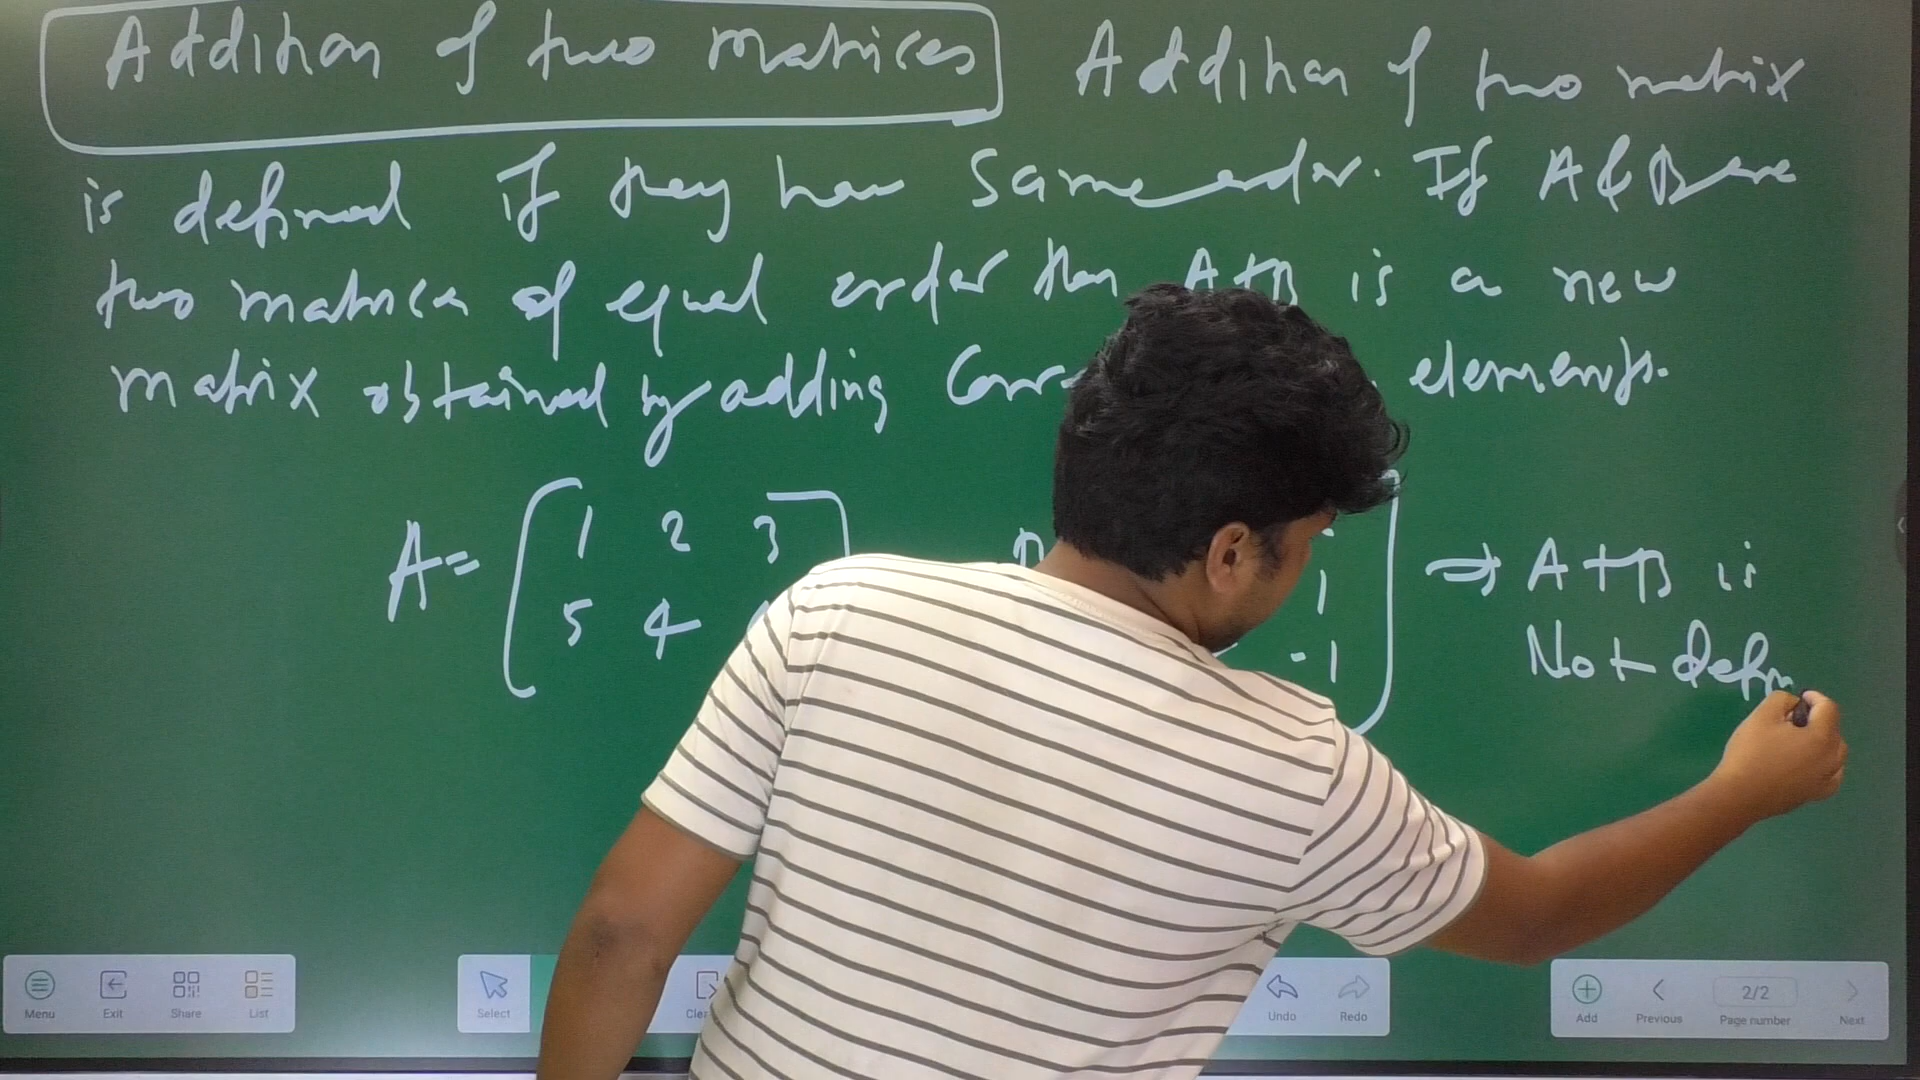 Addition of two matrices Addition of two matrix
is defined if they have same order. If A & B are
two matrices of equal order then A+B is a new
matrix obtained by adding elements.
A = [ 1 2 3
5 4
1
-1 ]
⇒ A+B is
Not defin
Menu Exit Share List Select Undo Redo Add Previous 2/2 Page number Next